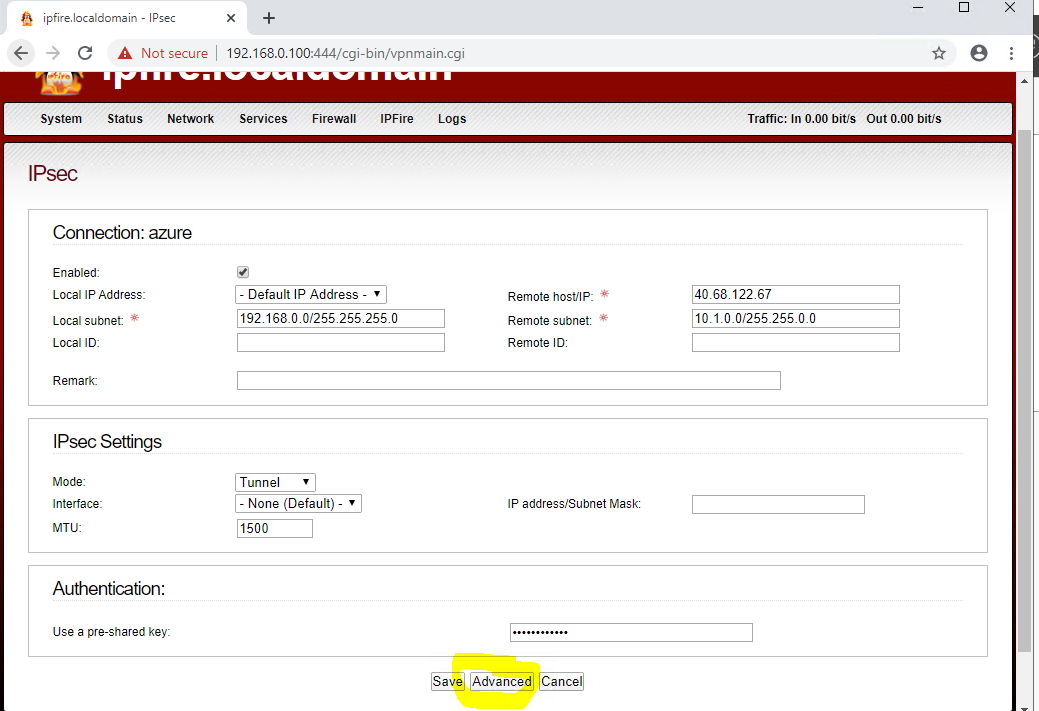 ipfire.localdomain - IPsec
Not secure 192.168.0.100:444/cgi-bin/vpnmain.cgi
ipfire.localdomain
System Status Network Services Firewall IPFire Logs Traffic: In 0.00 bit/s Out 0.00 bit/s
IPsec
Connection: azure
Enabled:
Local IP Address: - Default IP Address - Remote host/IP: 40.68.122.67
Local subnet: 192.168.0.0/255.255.255.0 Remote subnet: 10.1.0.0/255.255.0.0
Local ID: Remote ID:
Remark:
IPsec Settings
Mode: Tunnel
Interface: - None (Default) - IP address/Subnet Mask:
MTU: 1500
Authentication:
Use a pre-shared key: ••••••••••••
Save Advanced Cancel